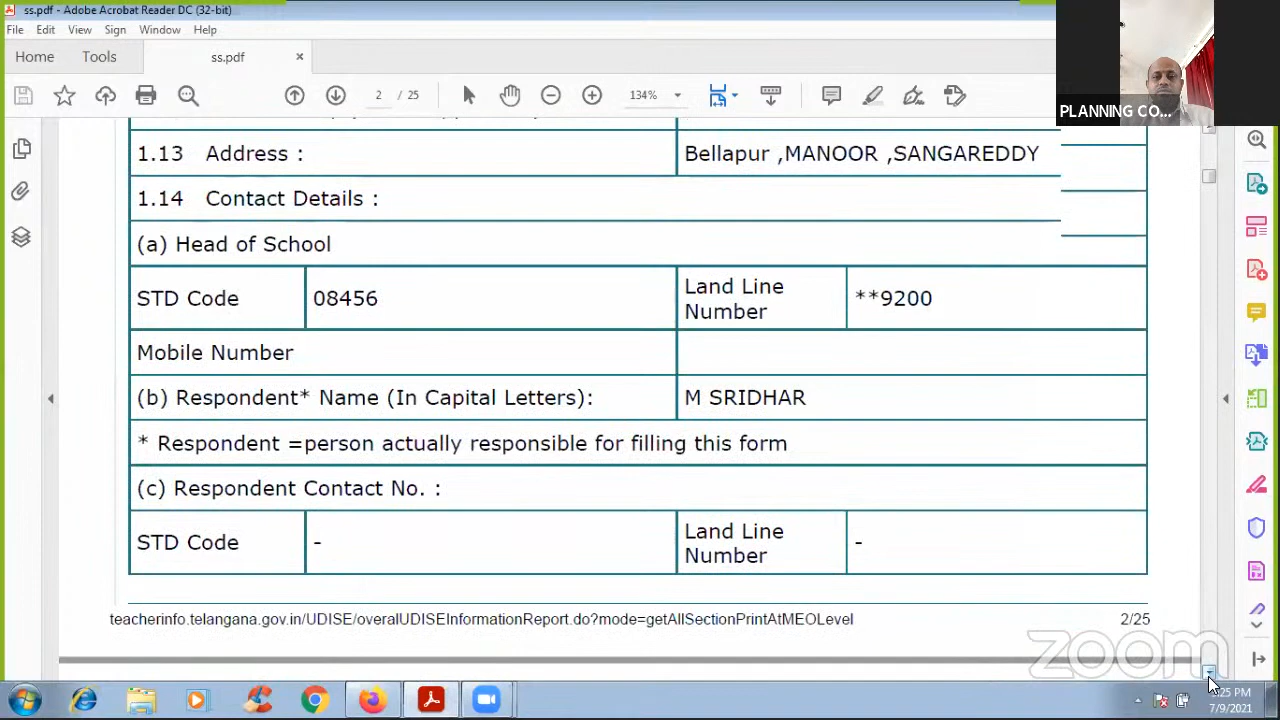 ss.pdf - Adobe Acrobat Reader DC (32-bit)
File Edit View Sign Window Help
Home Tools ss.pdf ×
2 / 25 134%
PLANNING CO...
1.13 Address : Bellapur ,MANOOR ,SANGAREDDY
1.14 Contact Details :
(a) Head of School
STD Code 08456 Land Line Number **9200
Mobile Number
(b) Respondent* Name (In Capital Letters): M SRIDHAR
* Respondent =person actually responsible for filling this form
(c) Respondent Contact No. :
STD Code - Land Line Number -
teacherinfo.telangana.gov.in/UDISE/overalUDISEInformationReport.do?mode=getAllSectionPrintAtMEOLevel 2/25
zoom
:25 PM
7/9/2021